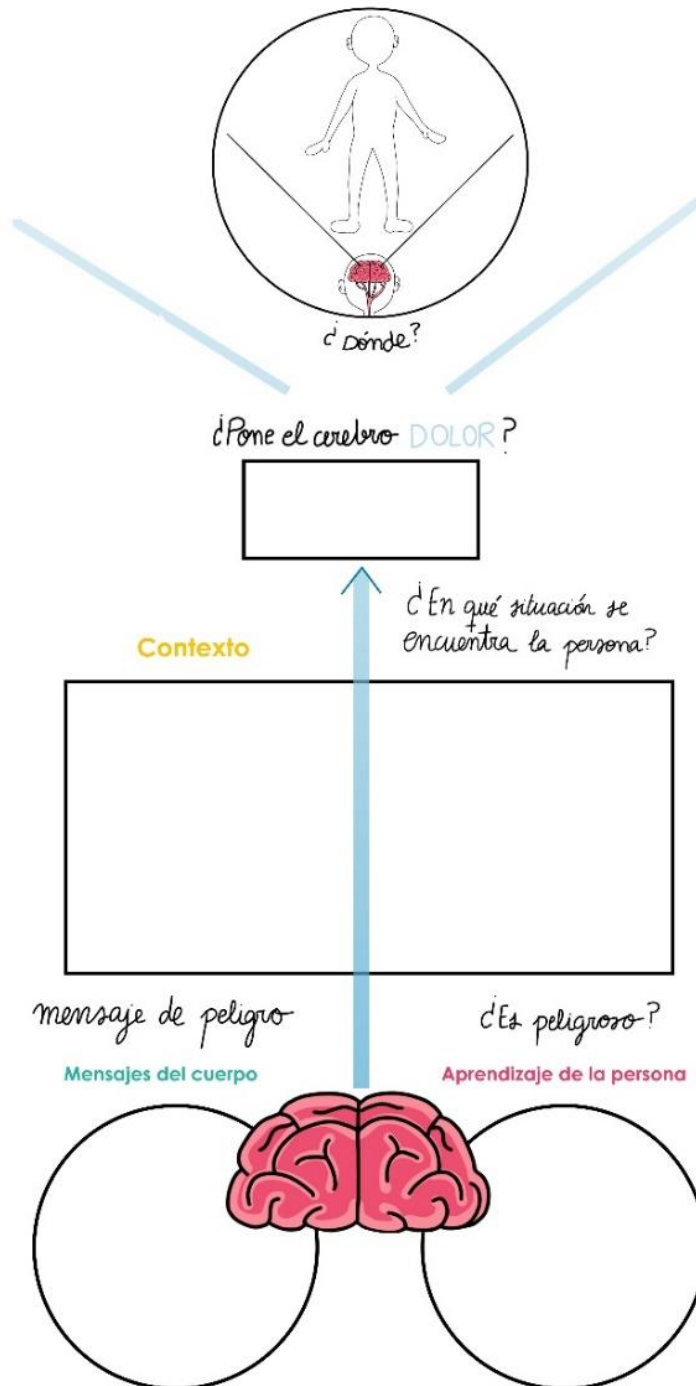 ¿Dónde?
¿Pone el cerebro DOLOR?
¿En qué situación se
encuentra la persona?
Contexto
mensaje de peligro
¿Es peligroso?
Mensajes del cuerpo
Aprendizaje de la persona